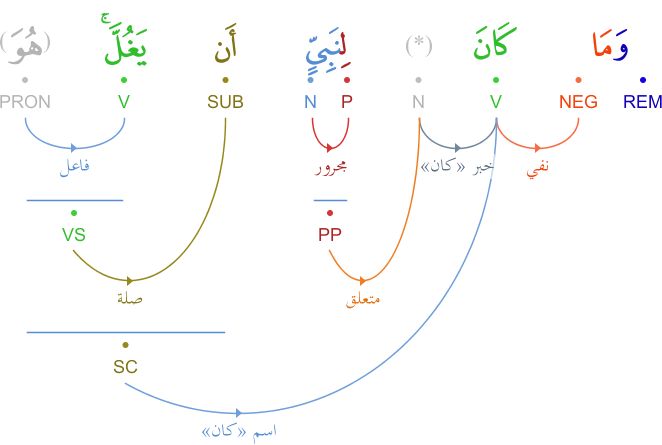 وَمَا كَانَ (*) لِنَبِيٍّ أَن يَغُلَّ ۚ (هُوَ)
REM NEG V N P N SUB V PRON
نفي خبر «كان» مجرور فاعل
PP VS
متعلق صلة
SC
اسم «كان»